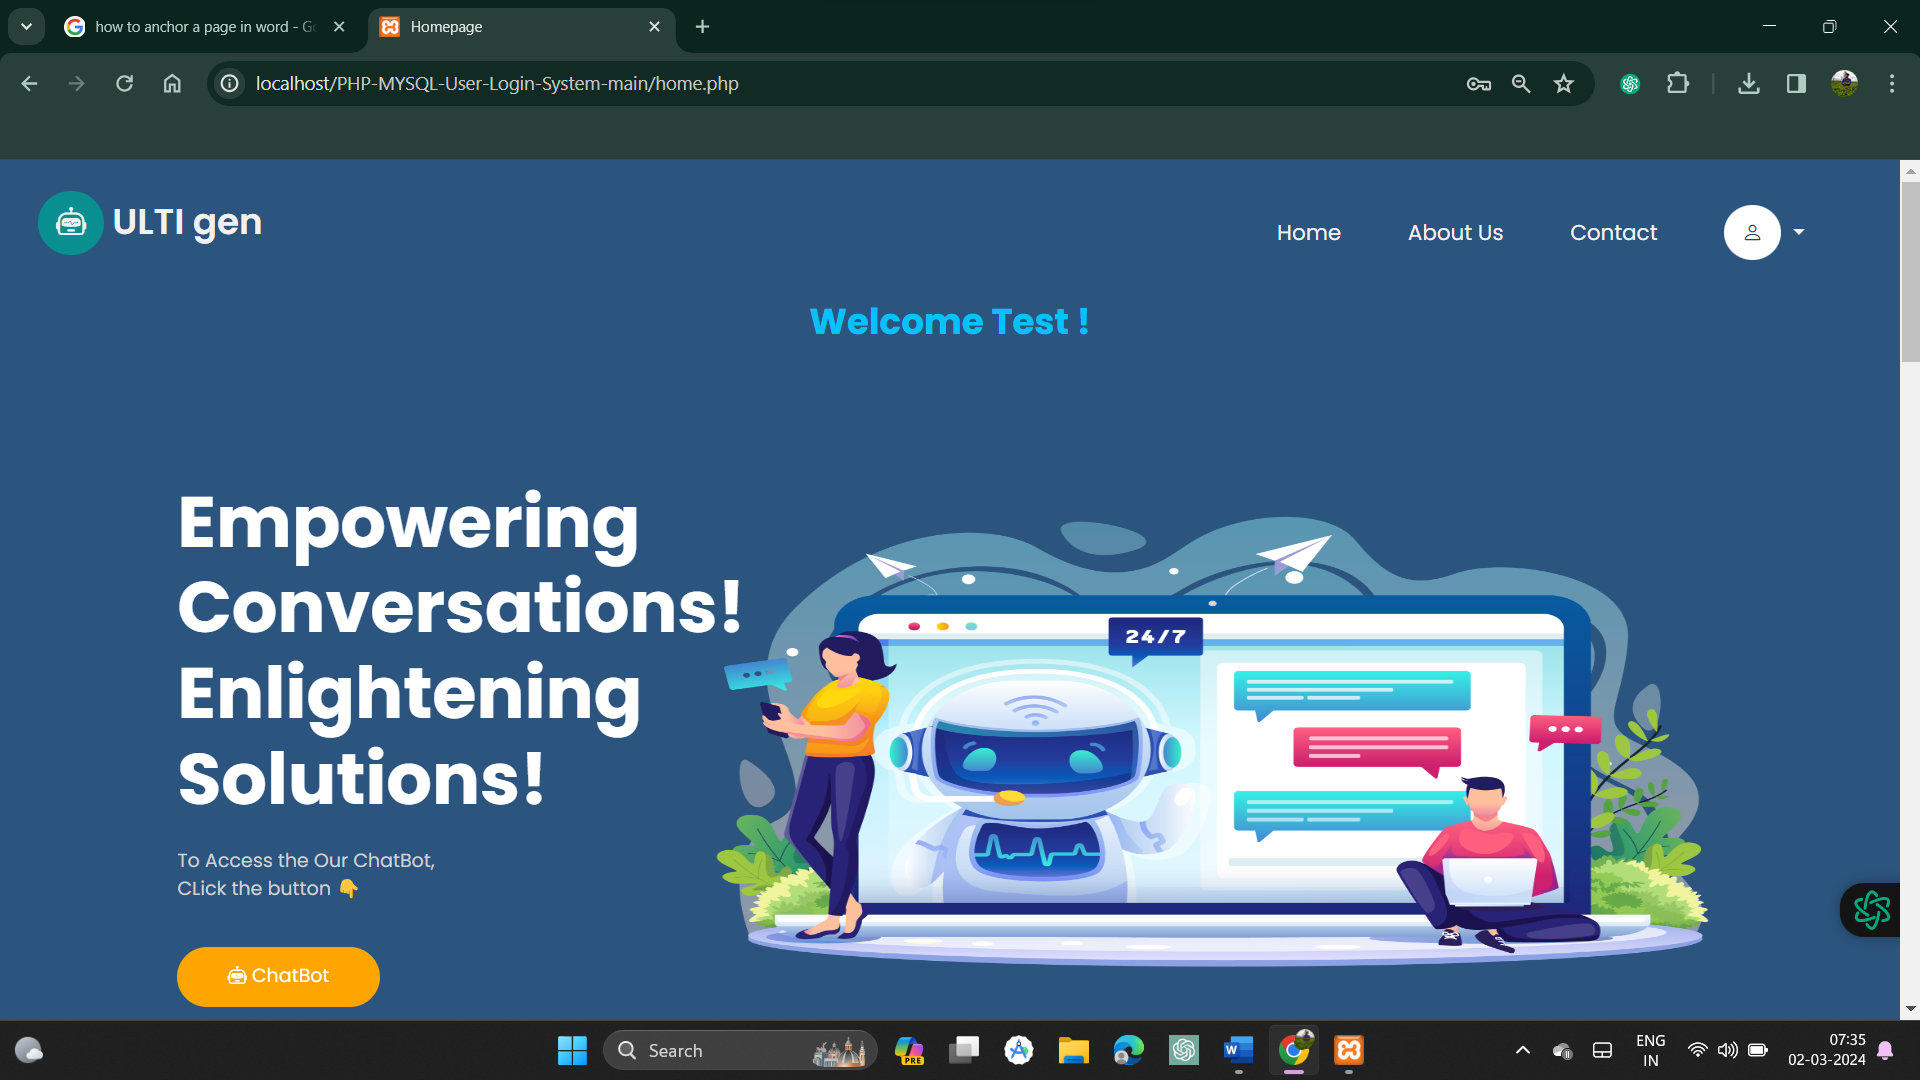 how to anchor a page in word - Go
Homepage
localhost/PHP-MYSQL-User-Login-System-main/home.php
ULTI gen
Home
About Us
Contact
Welcome Test !
Empowering
Conversations!
Enlightening
Solutions!
24/7
To Access the Our ChatBot,
CLick the button 👇
ChatBot
Search
PRE
W
ENG
IN
07:35
02-03-2024